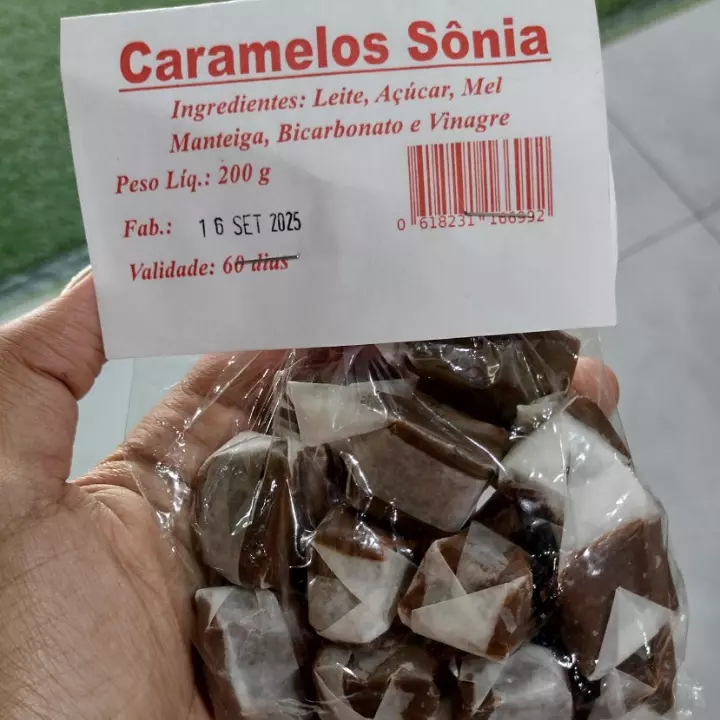 Caramelos Sônia
Ingredientes: Leite, Açúcar, Mel
Manteiga, Bicarbonato e Vinagre
Peso Líq.: 200 g
Fab.: 16 SET 2025
Validade: 60 dias
0 618231 166992